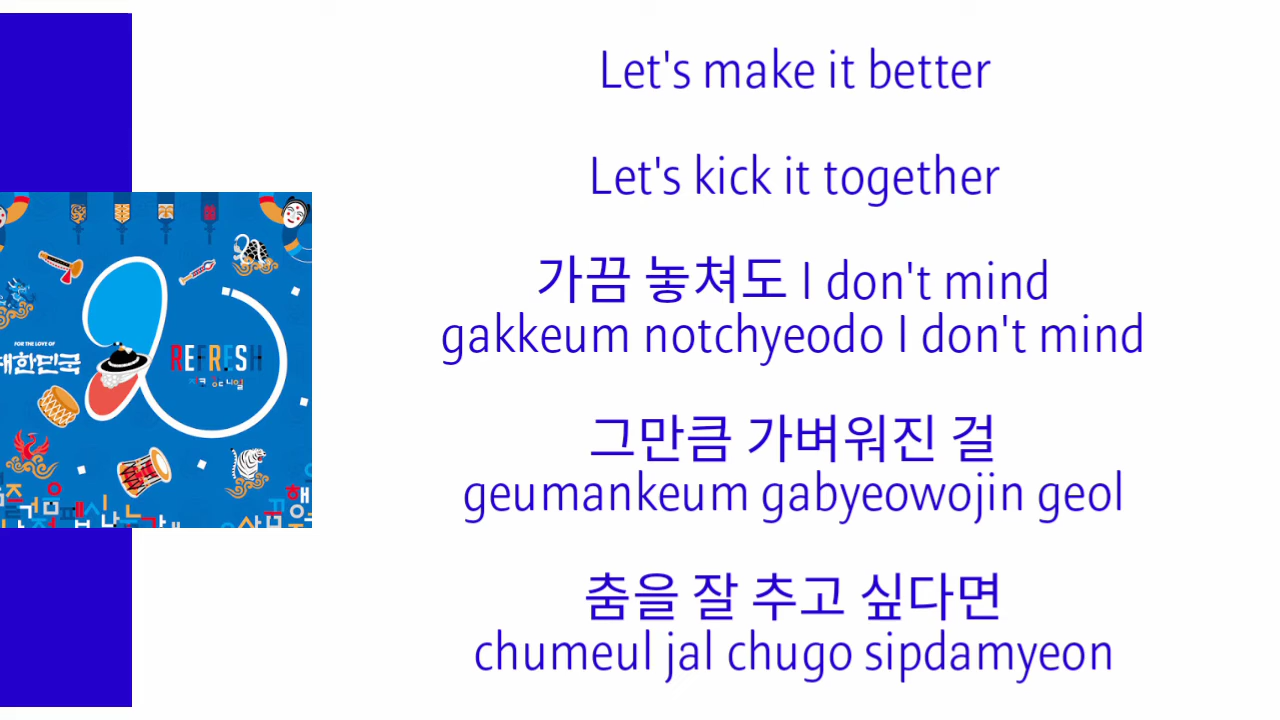 Let's make it better
Let's kick it together
가끔 놓쳐도 I don't mind
gakkeum notchyeodo I don't mind
그만큼 가벼워진 걸
geumankeum gabyeowojin geol
춤을 잘 추고 싶다면
chumeul jal chugo sipdamyeon
FOR THE LOVE OF
대한민국
REFRESH